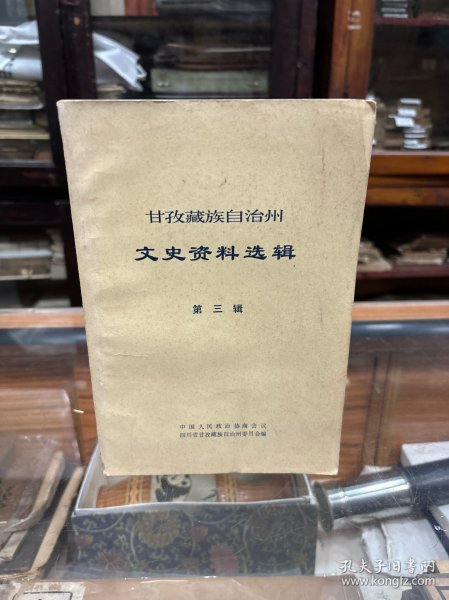 甘孜藏族自治州
文史资料选辑
第三辑
中国人民政治协商会议
四川省甘孜藏族自治州委员会编
孔夫子旧书网
www.kongfz.com